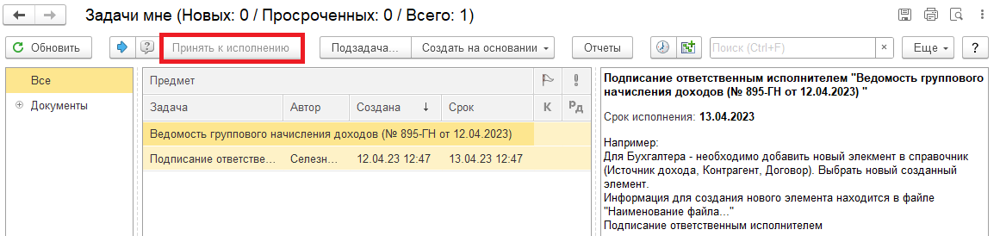 Задачи мне (Новых: 0 / Просроченных: 0 / Всего: 1)
Обновить
Принять к исполнению
Подзадача...
Создать на основании
Отчеты
Поиск (Ctrl+F)
×
Еще
?
Все
Документы
Предмет
Задача
Автор
Создана ↓
Срок
К
Рд
Ведомость группового начисления доходов (№ 895-ГН от 12.04.2023)
Подписание ответстве...
Селезн...
12.04.23 12:47
13.04.23 12:47
Подписание ответственным исполнителем "Ведомость группового
начисления доходов (№ 895-ГН от 12.04.2023) "
Срок исполнения: 13.04.2023
Например:
Для Бухгалтера - необходимо добавить новый элекмент в справочник
(Источник дохода, Контрагент, Договор). Выбрать новый созданный
элемент.
Информация для создания нового элемента находится в файле
"Наименование файла..."
Подписание ответственным исполнителем